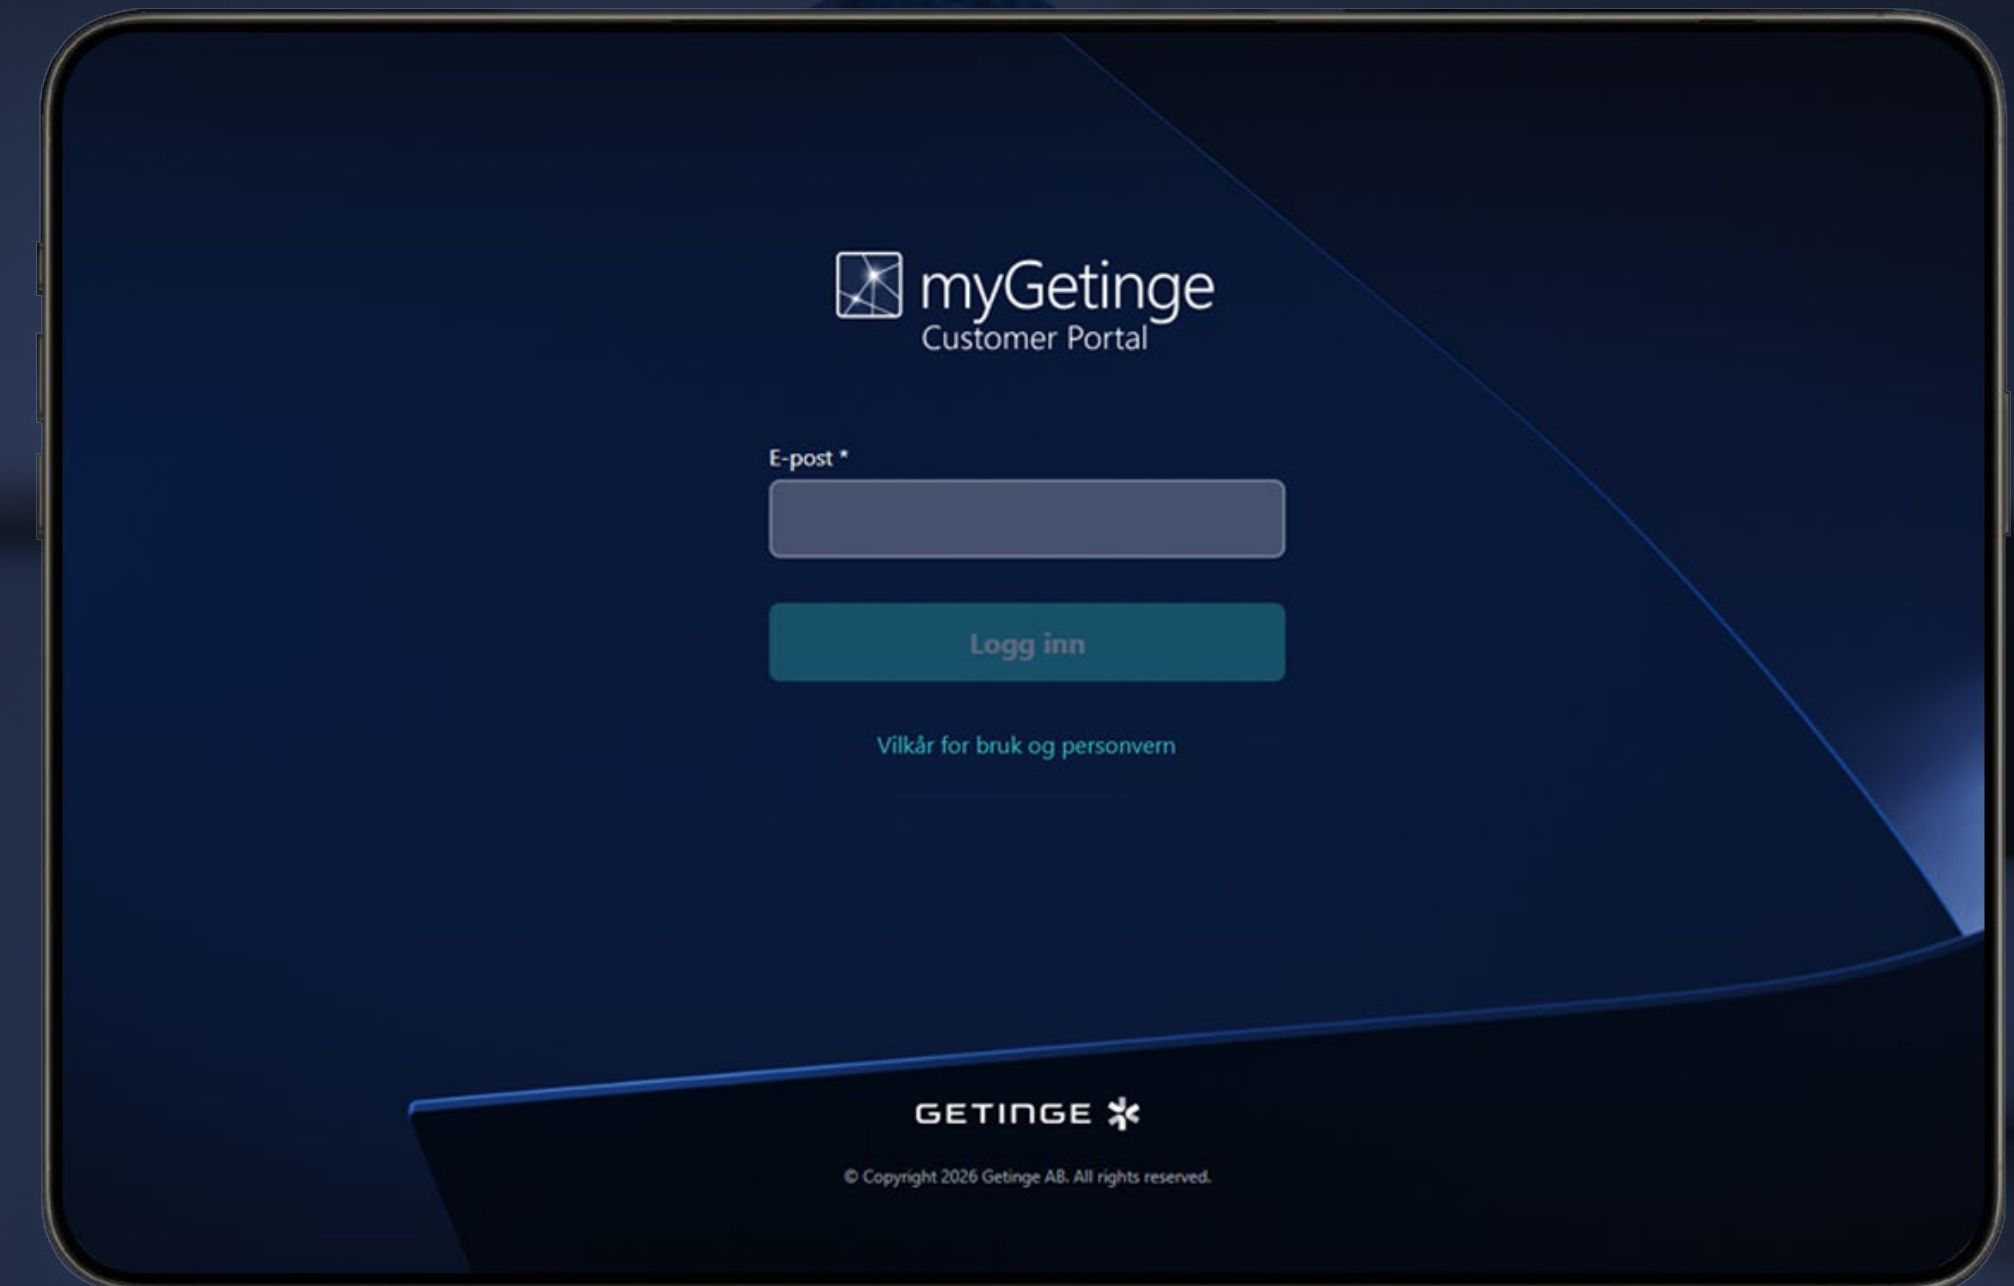 myGetinge
Customer Portal
E-post *
Logg inn
Vilkår for bruk og personvern
GETINGE
© Copyright 2026 Getinge AB. All rights reserved.